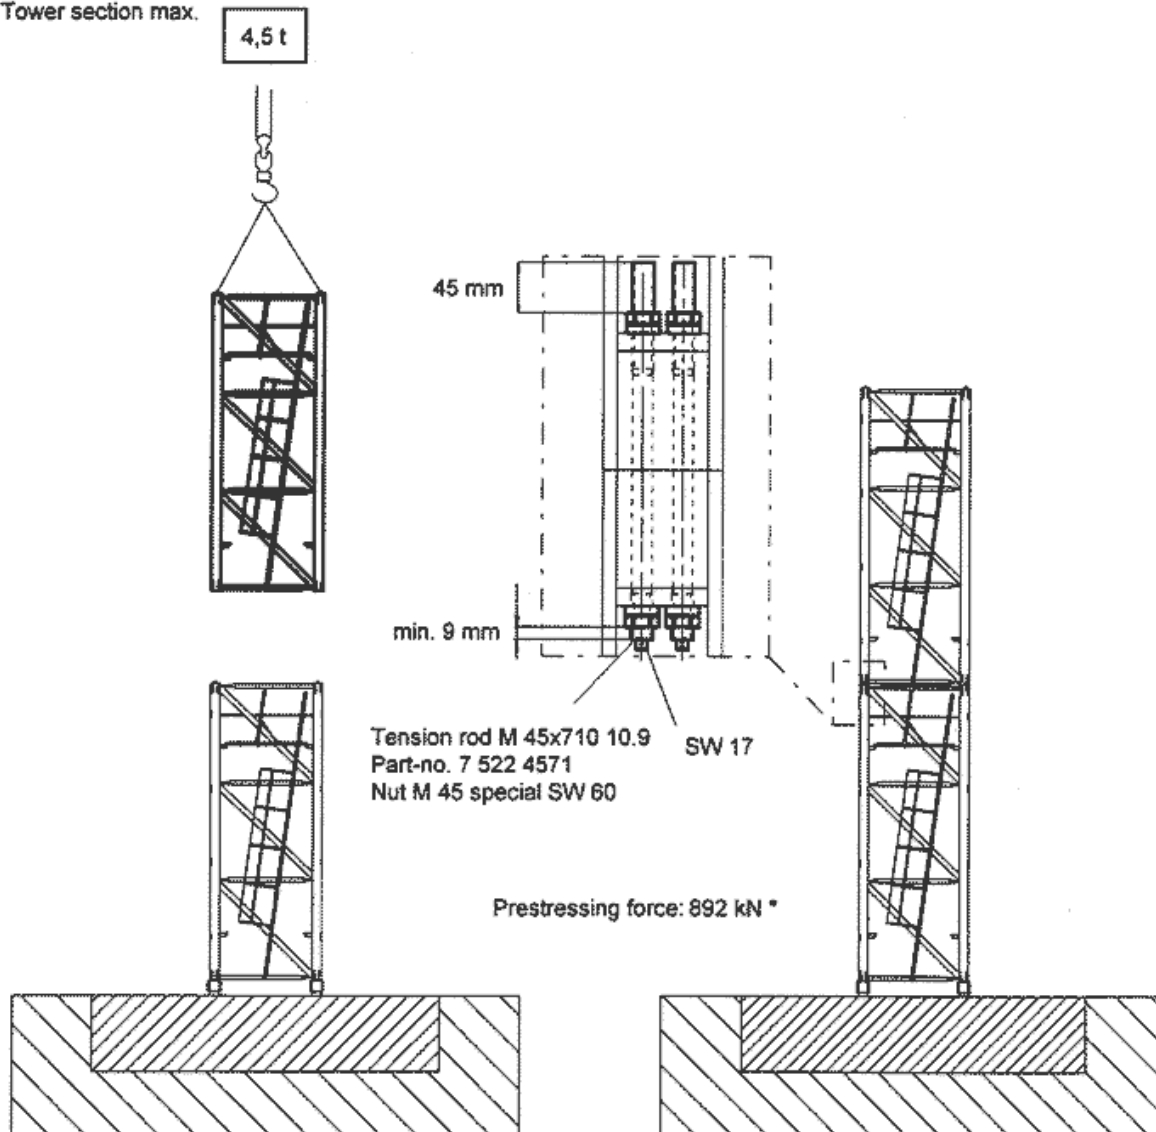 Tower section max.
4,5 t
45 mm
min. 9 mm
Tension rod M 45x710 10.9
Part-no. 7 522 4571
Nut M 45 special SW 60
SW 17
Prestressing force: 892 kN *